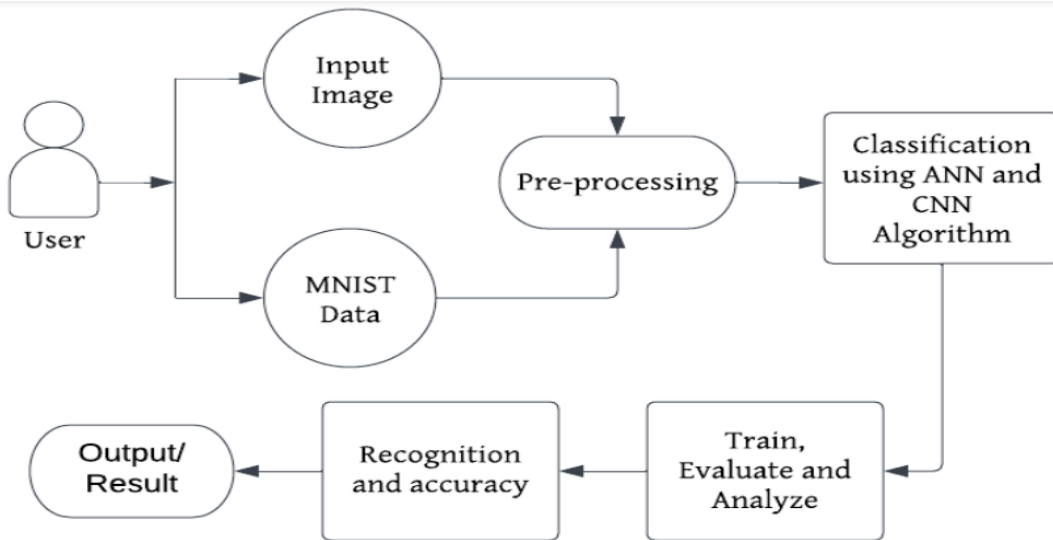 Input
Image
User
MNIST
Data
Pre-processing
Classification
using ANN and
CNN
Algorithm
Train,
Evaluate and
Analyze
Recognition
and accuracy
Output/
Result